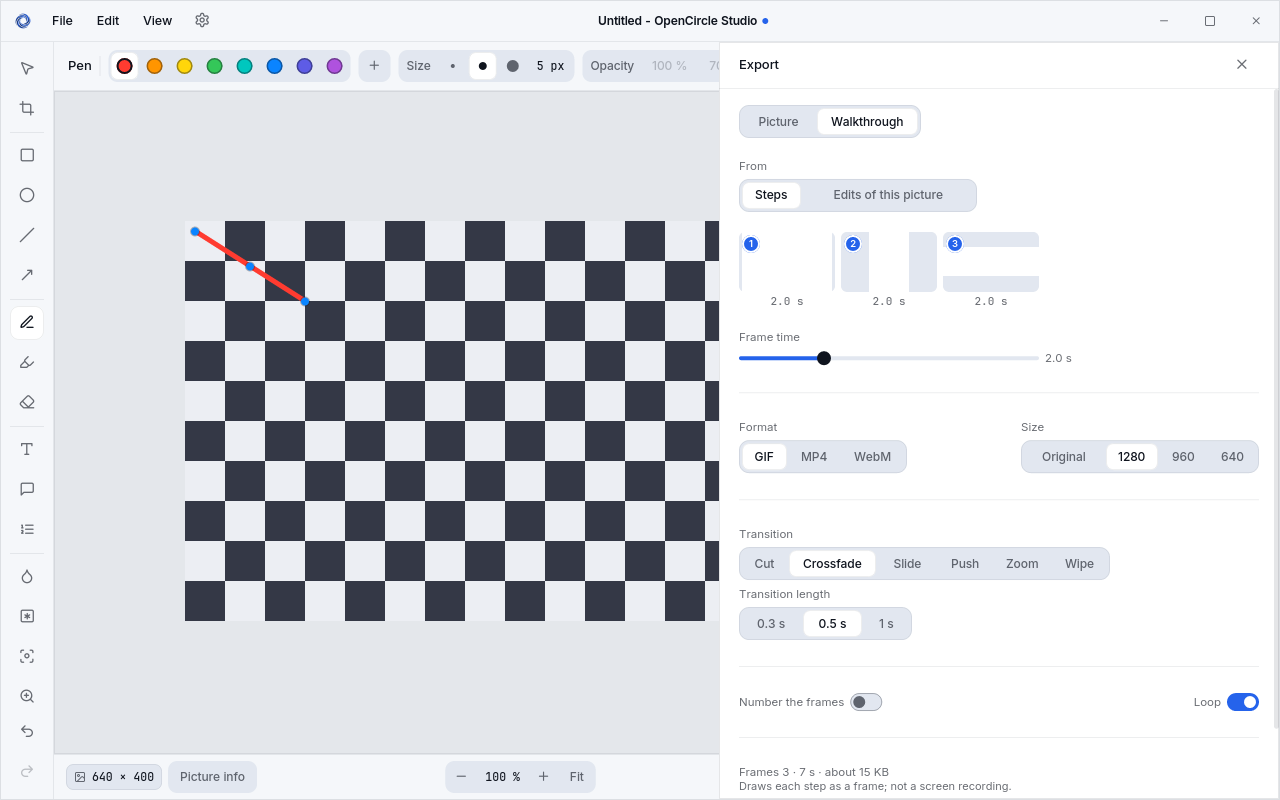 File Edit View Untitled - OpenCircle Studio
Pen Size 5 px Opacity 100 %
Export
Picture Walkthrough
From
Steps Edits of this picture
1 2 3
2.0 s 2.0 s 2.0 s
Frame time
2.0 s
Format Size
GIF MP4 WebM Original 1280 960 640
Transition
Cut Crossfade Slide Push Zoom Wipe
Transition length
0.3 s 0.5 s 1 s
Number the frames Loop
Frames 3 · 7 s · about 15 KB
Draws each step as a frame; not a screen recording.
640 × 400 Picture info 100 % Fit